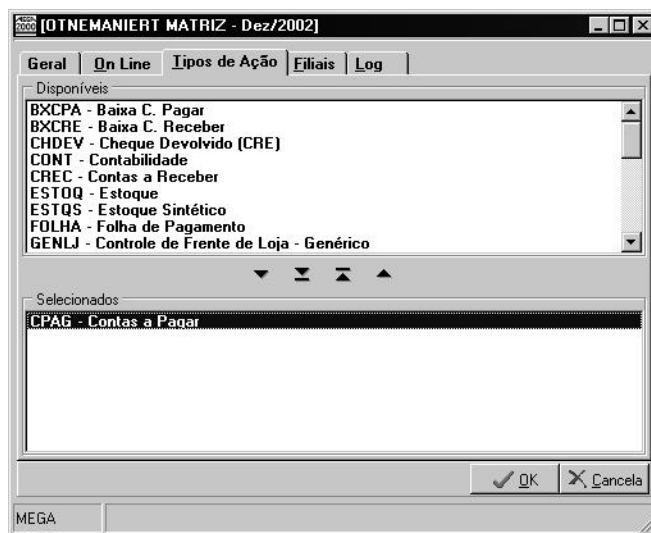 MEGA 2000 [OTNEMANIERT MATRIZ - Dez/2002]
Geral On Line Tipos de Ação Filiais Log
Disponíveis
BXCPA - Baixa C. Pagar
BXCRE - Baixa C. Receber
CHDEV - Cheque Devolvido (CRE)
CONT - Contabilidade
CREC - Contas a Receber
ESTOQ - Estoque
ESTQS - Estoque Sintético
FOLHA - Folha de Pagamento
GENLJ - Controle de Frente de Loja - Genérico
Selecionados
CPAG - Contas a Pagar
OK Cancela
MEGA